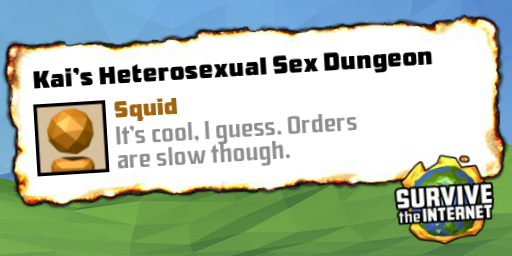 Kai's Heterosexual Sex Dungeon
Squid
It's cool, I guess. Orders
are slow though.
SURVIVE
the INTERNET